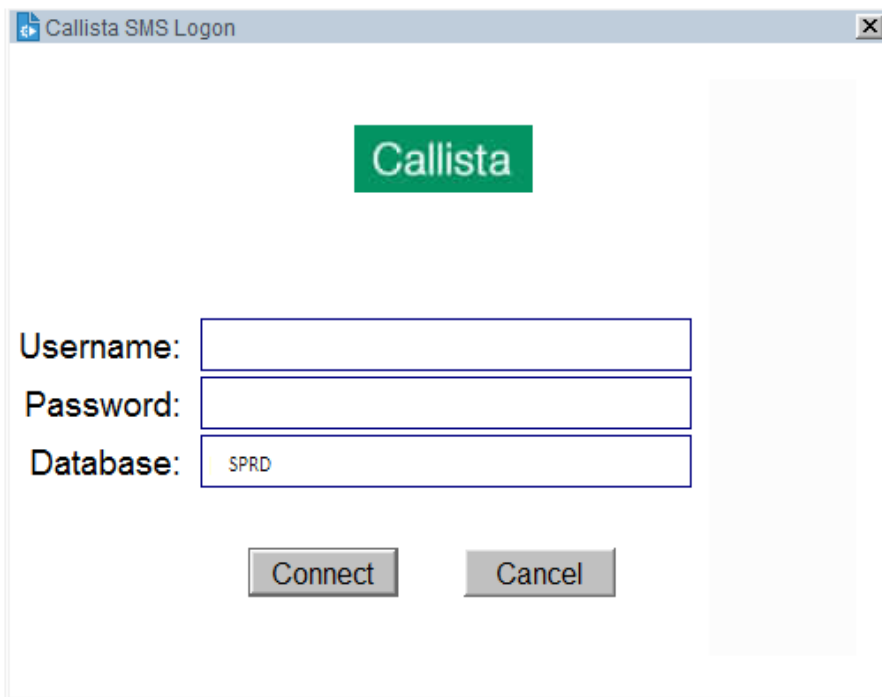 Callista SMS Logon
Callista
Username:
Password:
Database: SPRD
Connect Cancel